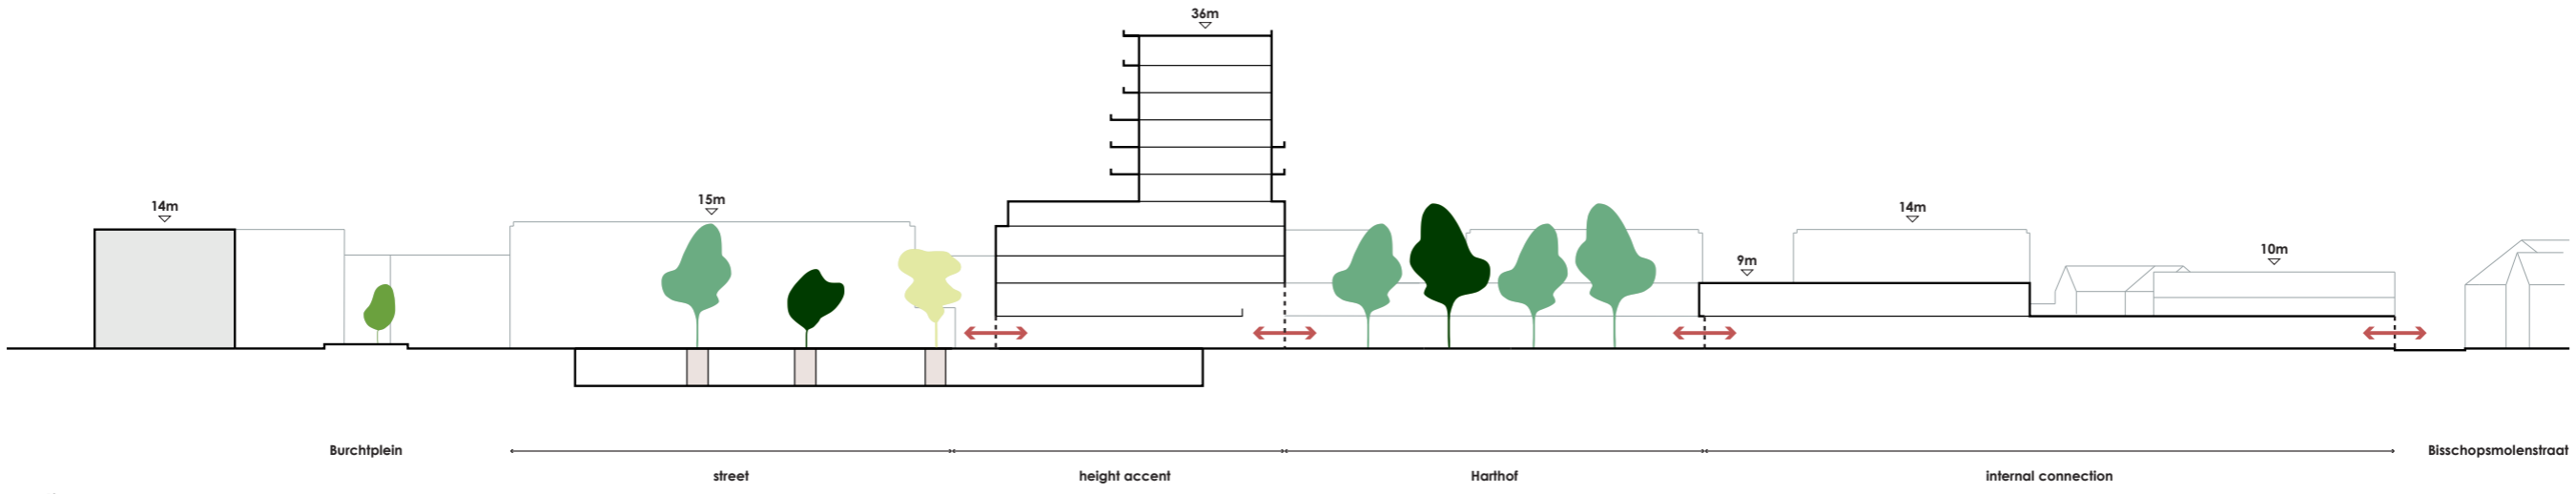 36m
15m
14m
14m
10m
9m
Burchtplein
Bisschopsmolenstraat
street
height accent
Harthof
internal connection